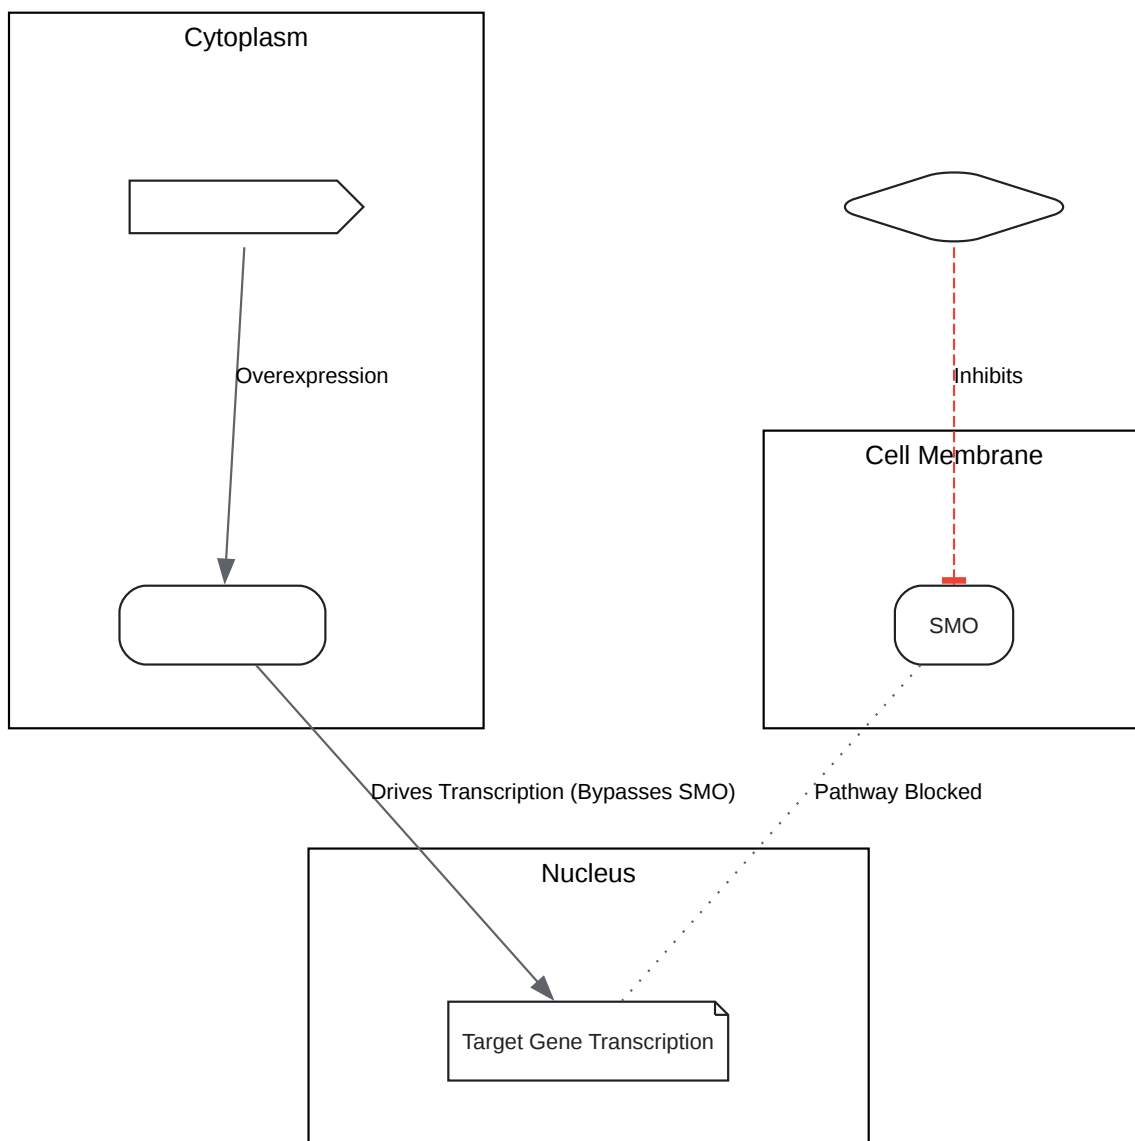 Cytoplasm
Overexpression
Inhibits
Cell Membrane
SMO
Drives Transcription (Bypasses SMO)
Pathway Blocked
Nucleus
Target Gene Transcription